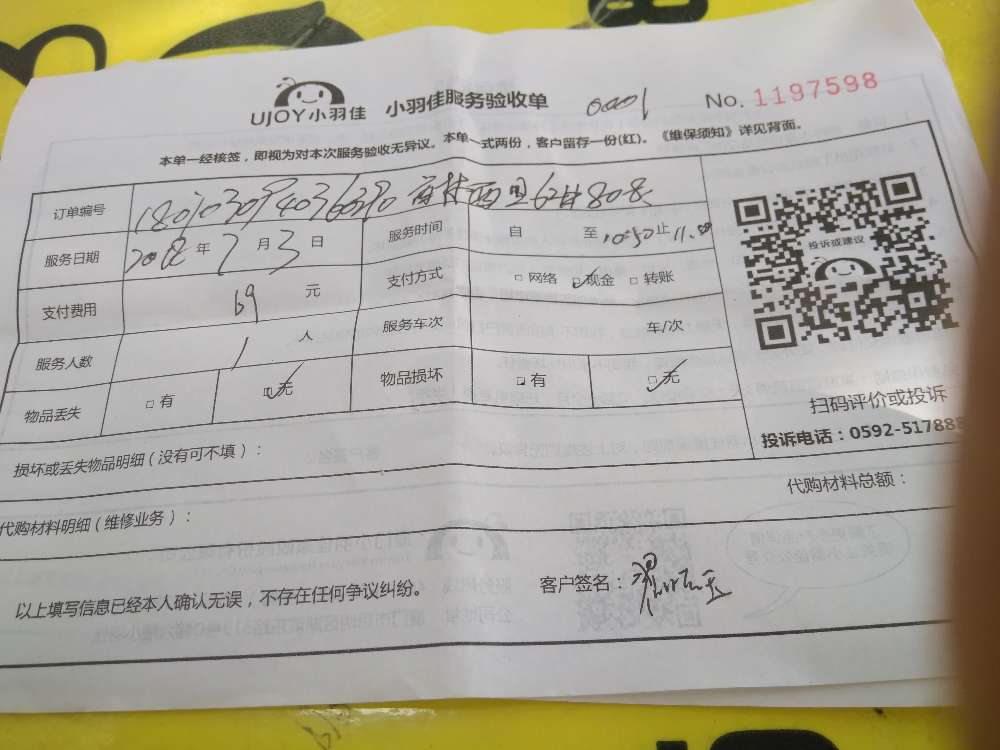 UJOY小羽佳 小羽佳服务验收单 0001 No. 1197598
本单一经核签，即视为对本次服务验收无异议。本单一式两份，客户留存一份(红)。《维保须知》详见背面。
订单编号
服务日期 2018 年 7 月 3 日 服务时间 自 至 10:50 止 11:00
支付费用 69 元 支付方式 □ 网络 ☑ 现金 □ 转账
服务人数 1 人 服务车次 车/次
物品丢失 □ 有 ☑ 无 物品损坏 □ 有 ☑ 无
投诉或建议
扫码评价或投诉
投诉电话：0592-517888
损坏或丢失物品明细（没有可不填）：
代购材料明细（维修业务）： 代购材料总额：
以上填写信息已经本人确认无误，不存在任何争议纠纷。 客户签名：